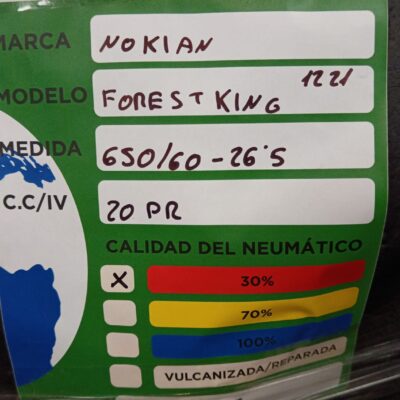 MARCA NOKIAN
MODELO FOREST KING 1221
MEDIDA 650/60-26'5
C.C/IV 20 PR
CALIDAD DEL NEUMÁTICO
X 30%
70%
100%
VULCANIZADA/REPARADA